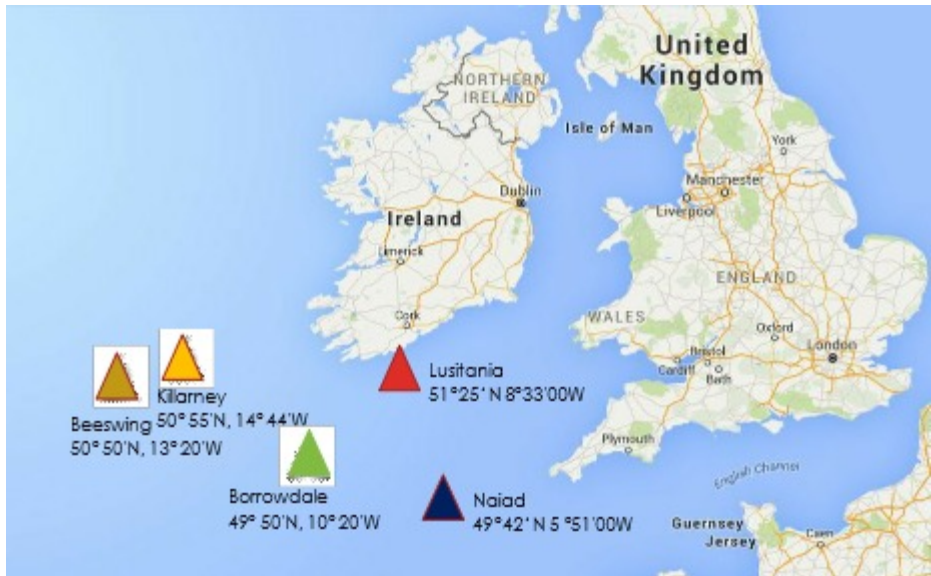 United
Kingdom
NORTHERN
IRELAND
Isle of Man
York
Manchester
Liverpool
Dublin
Ireland
Limerick
ENGLAND
WALES
Cork
Oxford
London
Bristol
Cardiff
Bath
Lusitania
51°25' N 8°33'00W
Killarney
50° 55'N, 14° 44'W
Beeswing
50° 50'N, 13° 20'W
Plymouth
English Channel
Borrowdale
49° 50'N, 10° 20'W
Naiad
49°42' N 5 °51'00W
Guernsey
Jersey
Caen